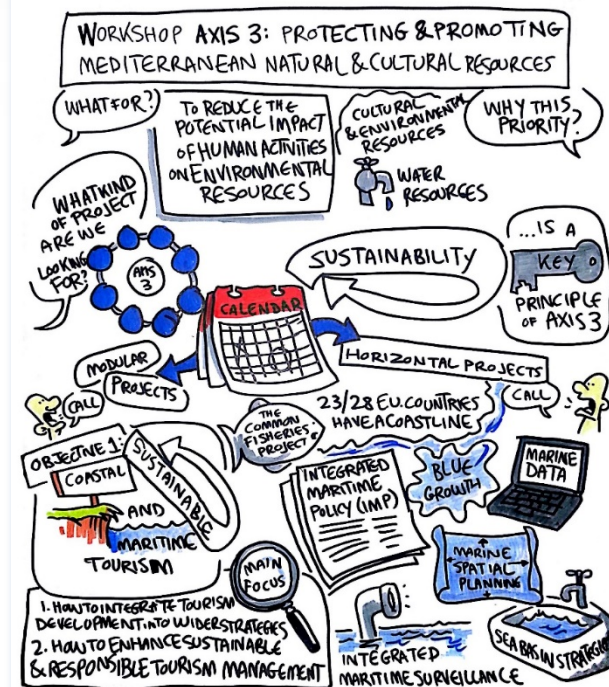 WORKSHOP AXIS 3: PROTECTING & PROMOTING
MEDITERRANEAN NATURAL & CULTURAL RESOURCES
WHAT FOR?
TO REDUCE THE
POTENTIAL IMPACT
OF HUMAN ACTIVITIES
ON ENVIRONMENTAL
RESOURCES
CULTURAL
& ENVIRONMENTAL
RESOURCES
WATER
RESOURCES
WHY THIS
PRIORITY?
WHAT KIND
OF PROJECT
ARE WE
LOOKING
FOR?
AXIS
3
SUSTAINABILITY
...IS A
KEY
PRINCIPLE
OF AXIS 3
CALENDAR
MODULAR
PROJECTS
CALL
HORIZONTAL PROJECTS
CALL
23/28 E.U. COUNTRIES
HAVE A COASTLINE
THE
COMMON
FISHERIES
PROJECT
OBJECTIVE 1:
COASTAL
AND
MARITIME
TOURISM
SUSTAINABLE
INTEGRATED
MARITIME
POLICY (IMP)
BLUE
GROWTH
MARINE
DATA
MARINE
SPATIAL
PLANNING
MAIN
FOCUS
1. HOW TO INTEGRATE TOURISM
DEVELOPMENT INTO WIDER STRATEGIES
2. HOW TO ENHANCE SUSTAINABLE
& RESPONSIBLE TOURISM MANAGEMENT
INTEGRATED
MARITIME SURVEILLANCE
SEA BASIN STRATEGIES